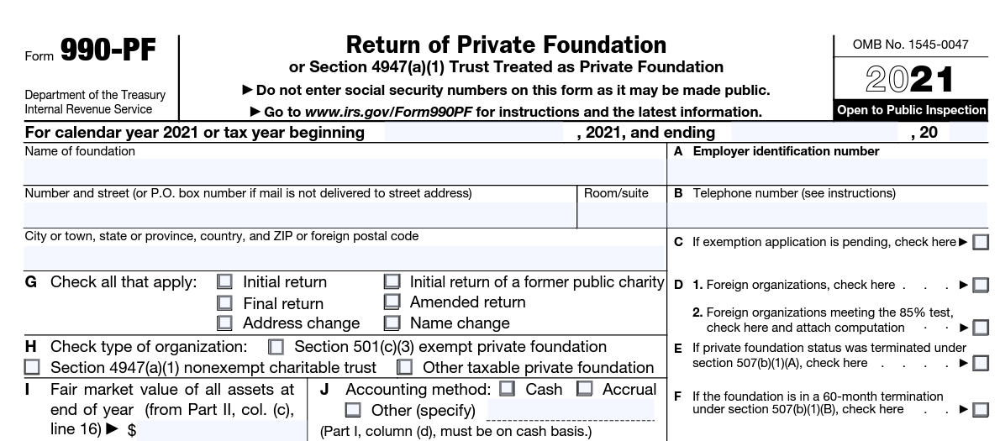 Form 990-PF
Department of the Treasury
Internal Revenue Service
Return of Private Foundation
or Section 4947(a)(1) Trust Treated as Private Foundation
▶ Do not enter social security numbers on this form as it may be made public.
▶ Go to www.irs.gov/Form990PF for instructions and the latest information.
OMB No. 1545-0047
2021
Open to Public Inspection
For calendar year 2021 or tax year beginning , 2021, and ending , 20
Name of foundation
A Employer identification number
Number and street (or P.O. box number if mail is not delivered to street address)
Room/suite
B Telephone number (see instructions)
City or town, state or province, country, and ZIP or foreign postal code
C If exemption application is pending, check here ▶
G Check all that apply: Initial return Initial return of a former public charity
Final return Amended return
Address change Name change
D 1. Foreign organizations, check here . . . ▶
2. Foreign organizations meeting the 85% test,
check here and attach computation . . ▶
H Check type of organization: Section 501(c)(3) exempt private foundation
Section 4947(a)(1) nonexempt charitable trust Other taxable private foundation
E If private foundation status was terminated under
section 507(b)(1)(A), check here . . . . ▶
I Fair market value of all assets at
end of year (from Part II, col. (c),
line 16) ▶ $
J Accounting method: Cash Accrual
Other (specify)
(Part I, column (d), must be on cash basis.)
F If the foundation is in a 60-month termination
under section 507(b)(1)(B), check here . . ▶